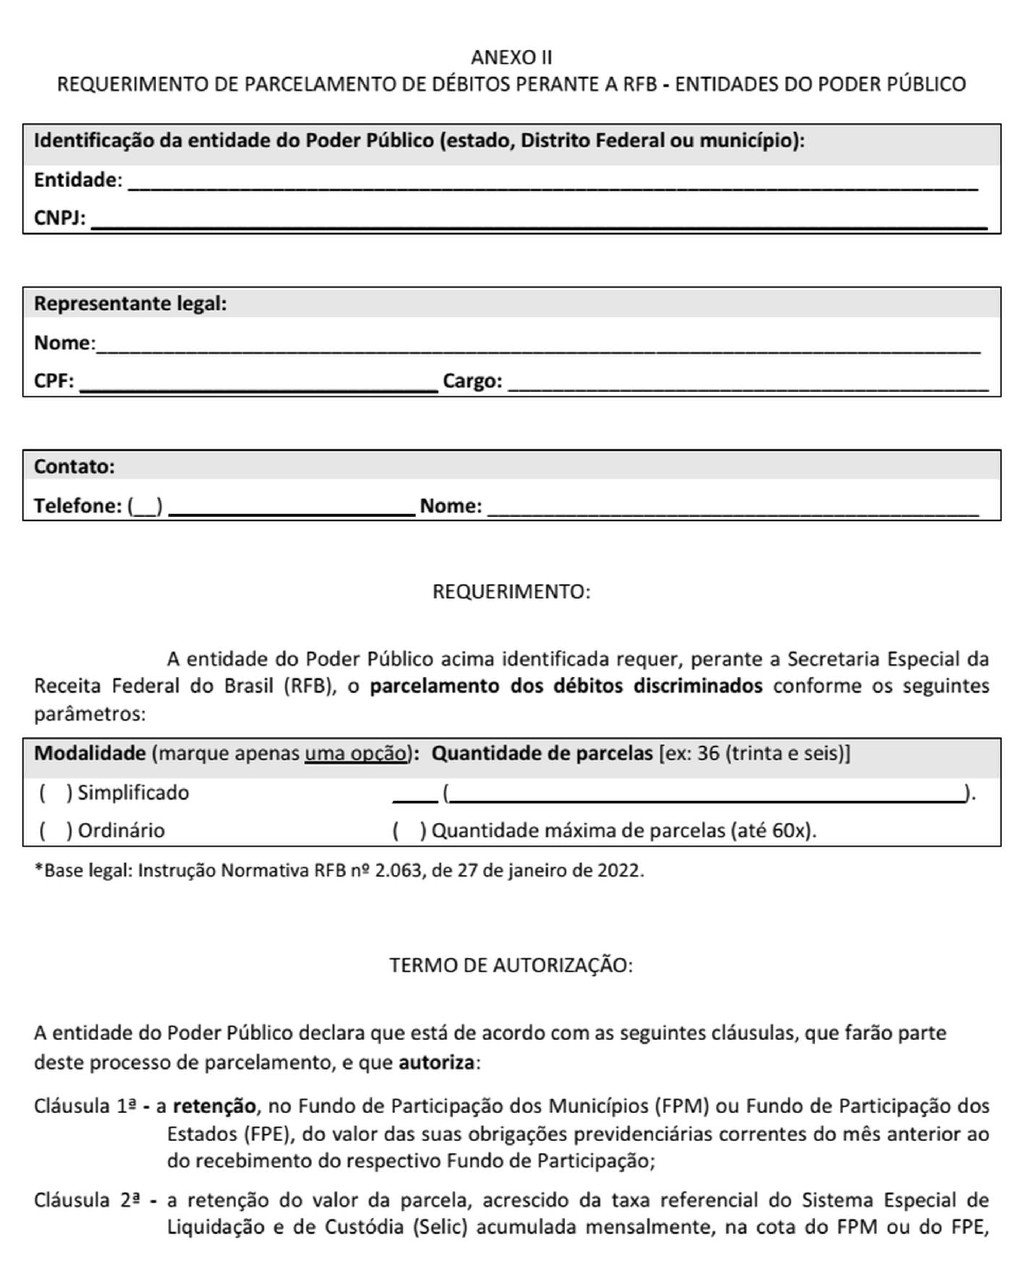 ANEXO II
REQUERIMENTO DE PARCELAMENTO DE DÉBITOS PERANTE A RFB - ENTIDADES DO PODER PÚBLICO
Identificação da entidade do Poder Público (estado, Distrito Federal ou município):
Entidade: ______________________________________________________________________________
CNPJ: ______________________________________________________________________________
Representante legal:
Nome:______________________________________________________________________________
CPF: ________________________________ Cargo: ____________________________________________
Contato:
Telefone: (__) ______________________ Nome: _____________________________________________
REQUERIMENTO:
A entidade do Poder Público acima identificada requer, perante a Secretaria Especial da
Receita Federal do Brasil (RFB), o parcelamento dos débitos discriminados conforme os seguintes
parâmetros:
Modalidade (marque apenas uma opção): Quantidade de parcelas [ex: 36 (trinta e seis)]
( ) Simplificado ____ (______________________________________________).
( ) Ordinário ( ) Quantidade máxima de parcelas (até 60x).
*Base legal: Instrução Normativa RFB nº 2.063, de 27 de janeiro de 2022.
TERMO DE AUTORIZAÇÃO:
A entidade do Poder Público declara que está de acordo com as seguintes cláusulas, que farão parte
deste processo de parcelamento, e que autoriza:
Cláusula 1ª - a retenção, no Fundo de Participação dos Municípios (FPM) ou Fundo de Participação dos
Estados (FPE), do valor das suas obrigações previdenciárias correntes do mês anterior ao
do recebimento do respectivo Fundo de Participação;
Cláusula 2ª - a retenção do valor da parcela, acrescido da taxa referencial do Sistema Especial de
Liquidação e de Custódia (Selic) acumulada mensalmente, na cota do FPM ou do FPE,